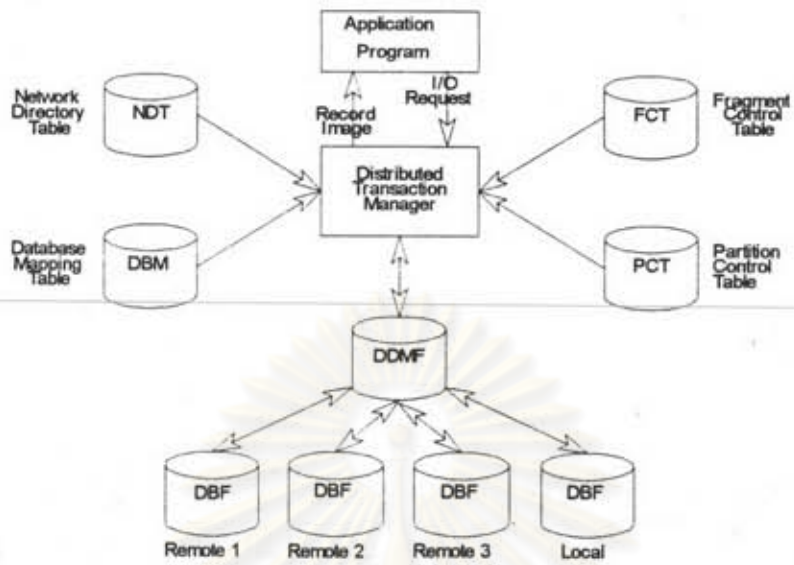 Application
Program
I/O
Request
Record
Image
Network
Directory
Table
NDT
FCT
Fragment
Control
Table
Distributed
Transaction
Manager
Database
Mapping
Table
DBM
PCT
Partition
Control
Table
DDMF
DBF
DBF
DBF
DBF
Remote 1
Remote 2
Remote 3
Local